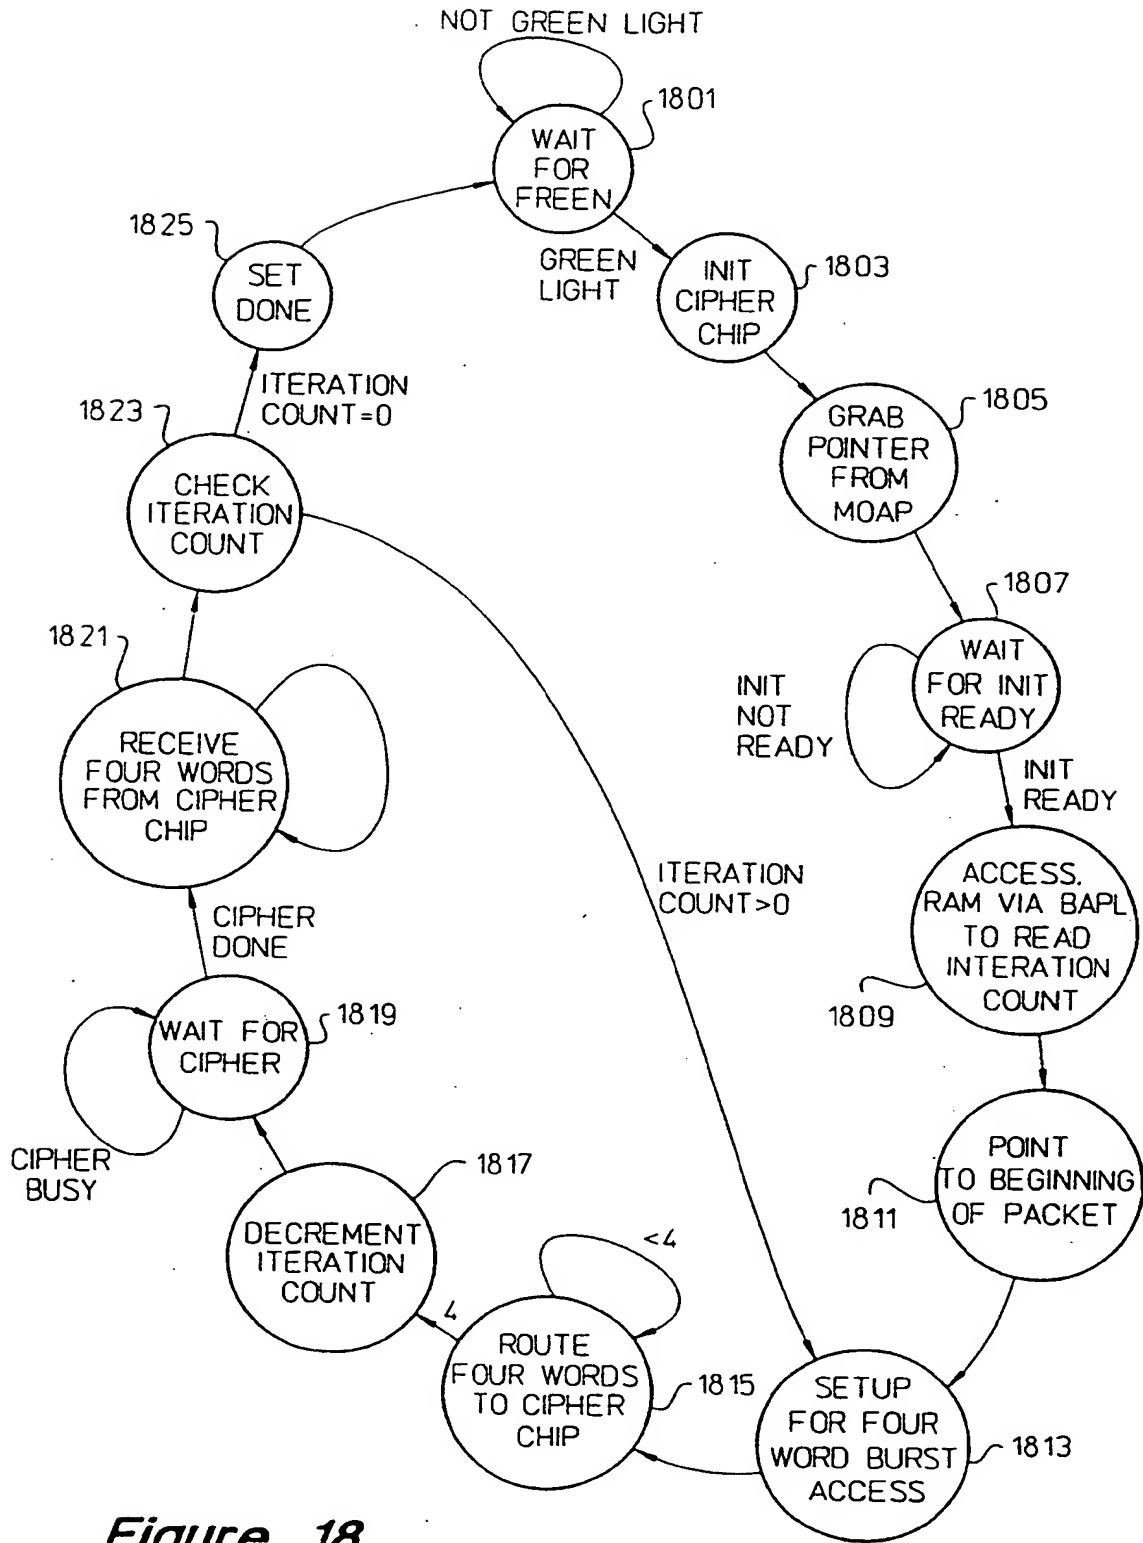 NOT GREEN LIGHT
1801
WAIT
FOR
FREEN
GREEN
LIGHT
1803
INIT
CIPHER
CHIP
1805
GRAB
POINTER
FROM
MOAP
1807
WAIT
FOR INIT
READY
INIT
NOT
READY
INIT
READY
ACCESS.
RAM VIA BAPL
TO READ
INTERATION
COUNT
1809
POINT
TO BEGINNING
OF PACKET
1811
SETUP
FOR FOUR
WORD BURST
ACCESS
1813
ROUTE
FOUR WORDS
TO CIPHER
CHIP
1815
<4
4
DECREMENT
ITERATION
COUNT
1817
WAIT FOR
CIPHER
1819
CIPHER
BUSY
CIPHER
DONE
RECEIVE
FOUR WORDS
FROM CIPHER
CHIP
1821
CHECK
ITERATION
COUNT
1823
ITERATION
COUNT>0
ITERATION
COUNT=0
SET
DONE
1825
Figure 18